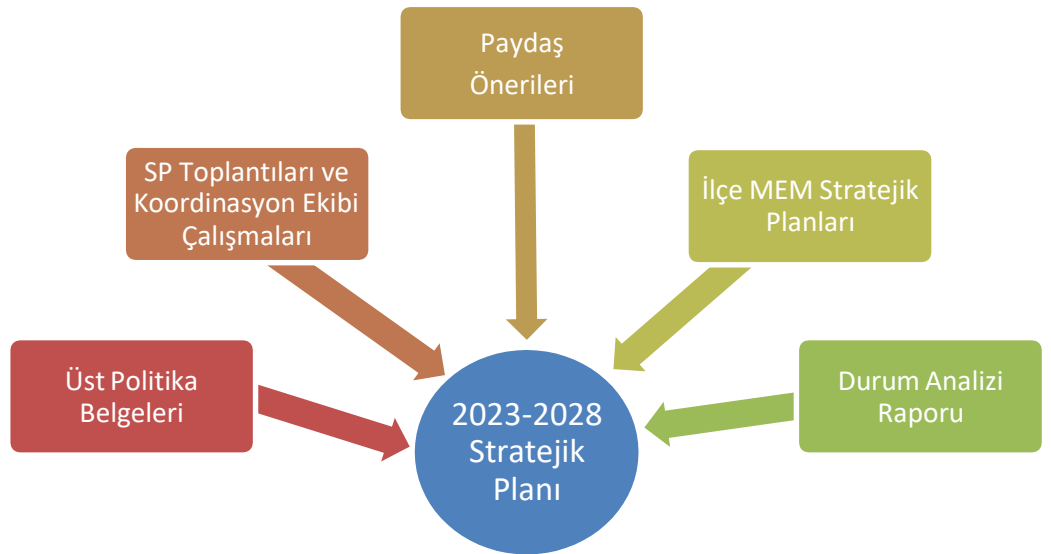 Paydaş
Önerileri
SP Toplantıları ve
Koordinasyon Ekibi
Çalışmaları
İlçe MEM Stratejik
Planları
Üst Politika
Belgeleri
Durum Analizi
Raporu
2023-2028
Stratejik
Planı